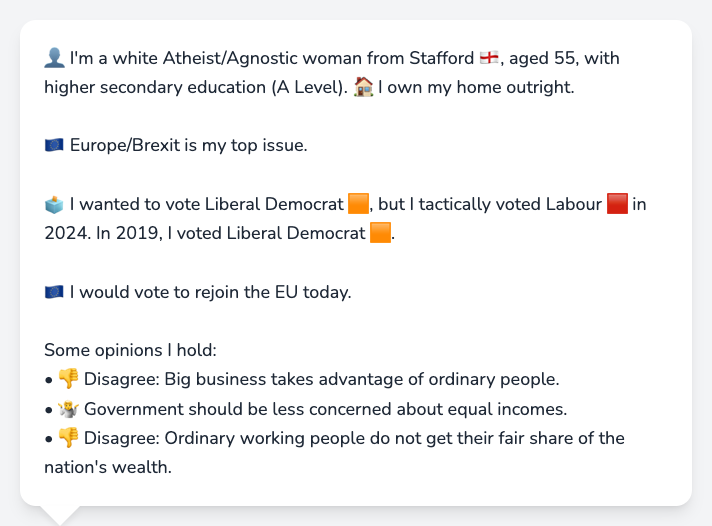 👤 I'm a white Atheist/Agnostic woman from Stafford 🏴󠁧󠁢󠁥󠁮󠁧󠁿, aged 55, with
higher secondary education (A Level). 🏠 I own my home outright.
🇪🇺 Europe/Brexit is my top issue.
🗳️ I wanted to vote Liberal Democrat 🟧, but I tactically voted Labour 🟥 in
2024. In 2019, I voted Liberal Democrat 🟧.
🇪🇺 I would vote to rejoin the EU today.
Some opinions I hold:
• 👎 Disagree: Big business takes advantage of ordinary people.
• 🤷 Government should be less concerned about equal incomes.
• 👎 Disagree: Ordinary working people do not get their fair share of the
nation's wealth.